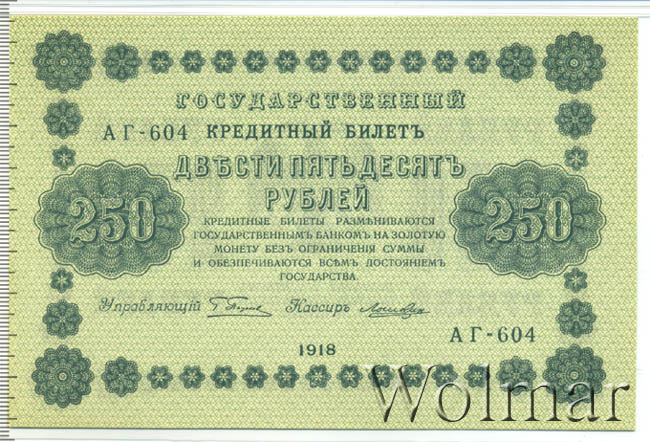 ГОСУДАРСТВЕННЫЙ
АГ-604 КРЕДИТНЫЙ БИЛЕТЪ
ДВѢСТИ ПЯТЬДЕСЯТЪ
РУБЛЕЙ
250
250
КРЕДИТНЫЕ БИЛЕТЫ РАЗМѢНИВАЮТСЯ
ГОСУДАРСТВЕННЫМЪ БАНКОМЪ НА ЗОЛОТУЮ
МОНЕТУ БЕЗЪ ОГРАНИЧЕНІЯ СУММЫ
И ОБЕЗПЕЧИВАЮТСЯ ВСѢМЪ ДОСТОЯНІЕМЪ
ГОСУДАРСТВА.
Управляющій Кассиръ
АГ-604
1918
Wolmar